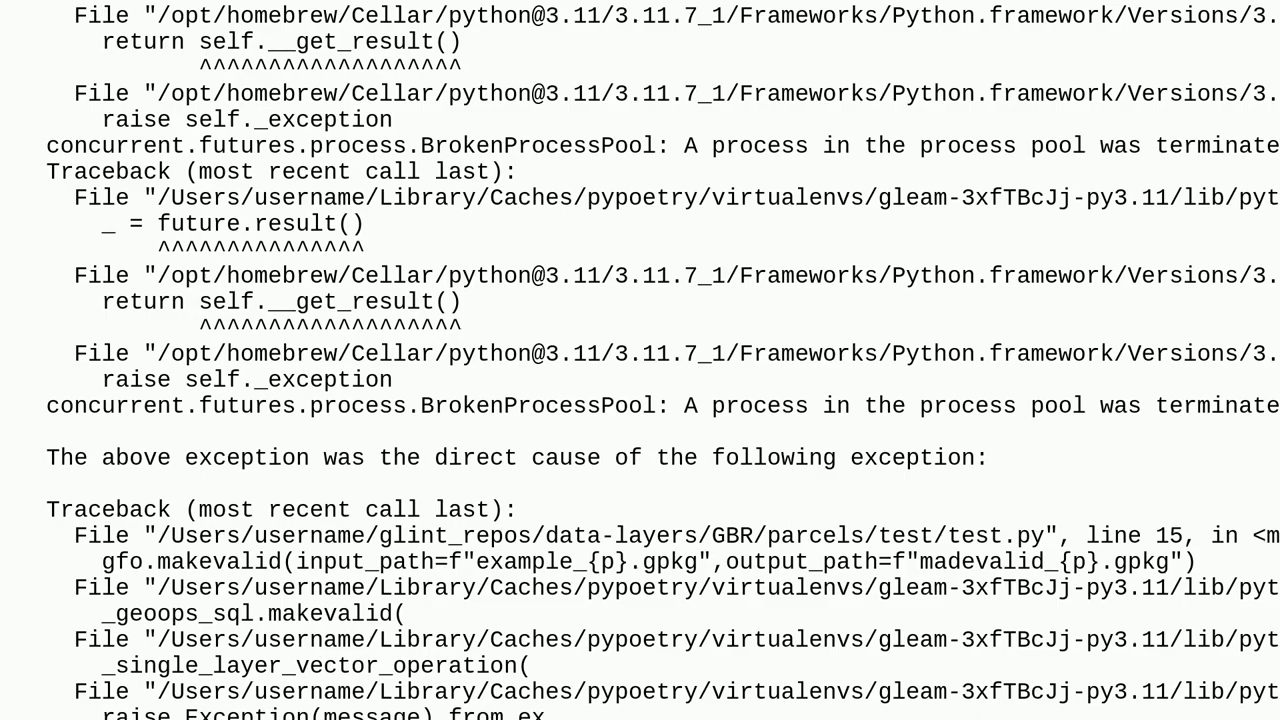 File "/opt/homebrew/Cellar/python@3.11/3.11.7_1/Frameworks/Python.framework/Versions/3.
return self.__get_result()
^^^^^^^^^^^^^^^^^^^
File "/opt/homebrew/Cellar/python@3.11/3.11.7_1/Frameworks/Python.framework/Versions/3.
raise self._exception
concurrent.futures.process.BrokenProcessPool: A process in the process pool was terminate
Traceback (most recent call last):
File "/Users/username/Library/Caches/pypoetry/virtualenvs/gleam-3xfTBcJj-py3.11/lib/pyt
_ = future.result()
^^^^^^^^^^^^^^^
File "/opt/homebrew/Cellar/python@3.11/3.11.7_1/Frameworks/Python.framework/Versions/3.
return self.__get_result()
^^^^^^^^^^^^^^^^^^^
File "/opt/homebrew/Cellar/python@3.11/3.11.7_1/Frameworks/Python.framework/Versions/3.
raise self._exception
concurrent.futures.process.BrokenProcessPool: A process in the process pool was terminate
The above exception was the direct cause of the following exception:
Traceback (most recent call last):
File "/Users/username/glint_repos/data-layers/GBR/parcels/test/test.py", line 15, in <m
gfo.makevalid(input_path=f"example_{p}.gpkg",output_path=f"madevalid_{p}.gpkg")
File "/Users/username/Library/Caches/pypoetry/virtualenvs/gleam-3xfTBcJj-py3.11/lib/pyt
_geoops_sql.makevalid(
File "/Users/username/Library/Caches/pypoetry/virtualenvs/gleam-3xfTBcJj-py3.11/lib/pyt
_single_layer_vector_operation(
File "/Users/username/Library/Caches/pypoetry/virtualenvs/gleam-3xfTBcJj-py3.11/lib/pyt
raise Exception(message) from ex